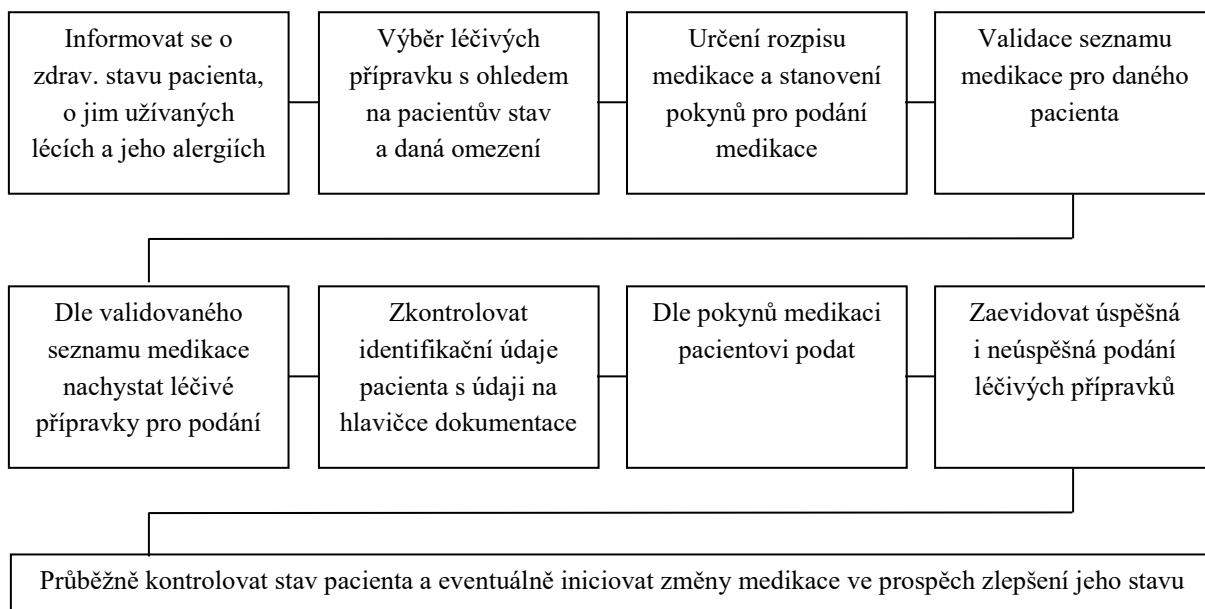 Informovat se o
zdrav. stavu pacienta,
o jim užívaných
lécích a jeho alergiích
Výběr léčivých
přípravku s ohledem
na pacientův stav
a daná omezení
Určení rozpisu
medikace a stanovení
pokynů pro podání
medikace
Validace seznamu
medikace pro daného
pacienta
Dle validovaného
seznamu medikace
nachystat léčivé
přípravky pro podání
Zkontrolovat
identifikační údaje
pacienta s údaji na
hlavičce dokumentace
Dle pokynů medikaci
pacientovi podat
Zaevidovat úspěšná
i neúspěšná podání
léčivých přípravků
Průběžně kontrolovat stav pacienta a eventuálně iniciovat změny medikace ve prospěch zlepšení jeho stavu